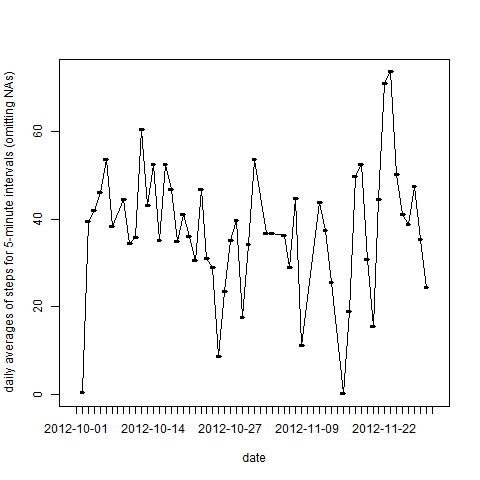 daily averages of steps for 5-minute intervals (omitting NAs)
60
40
20
0
2012-10-01 2012-10-14 2012-10-27 2012-11-09 2012-11-22
date